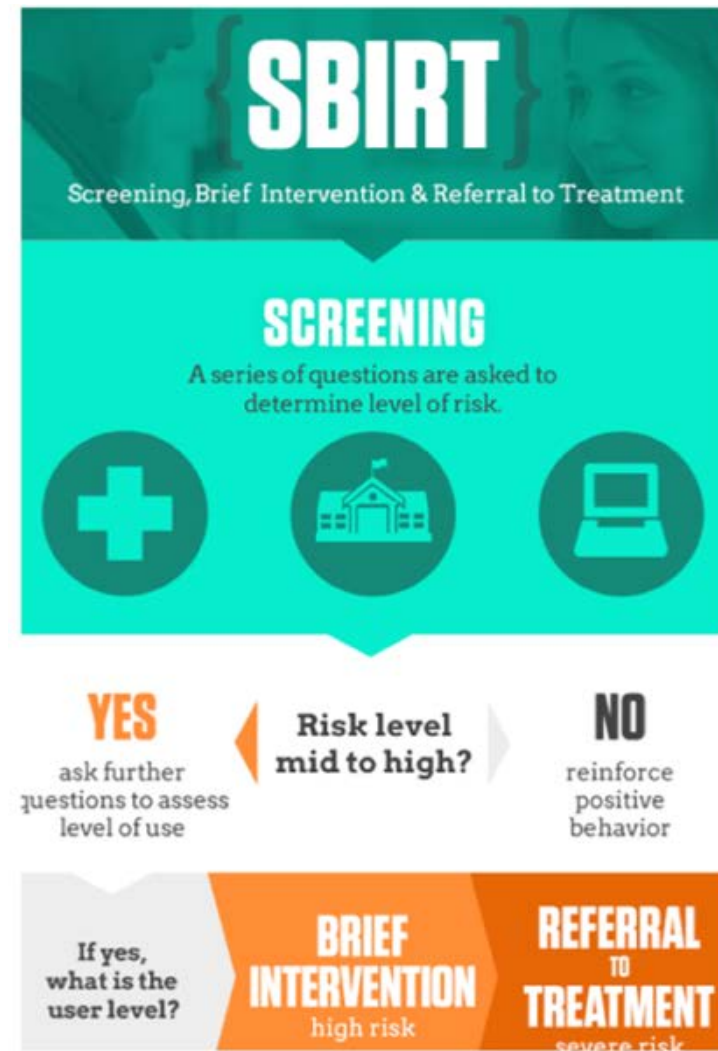 {SBIRT}
Screening, Brief Intervention & Referral to Treatment
SCREENING
A series of questions are asked to
determine level of risk.
YES
ask further
questions to assess
level of use
Risk level
mid to high?
NO
reinforce
positive
behavior
If yes,
what is the
user level?
BRIEF
INTERVENTION
high risk
REFERRAL
TO
TREATMENT
severe risk